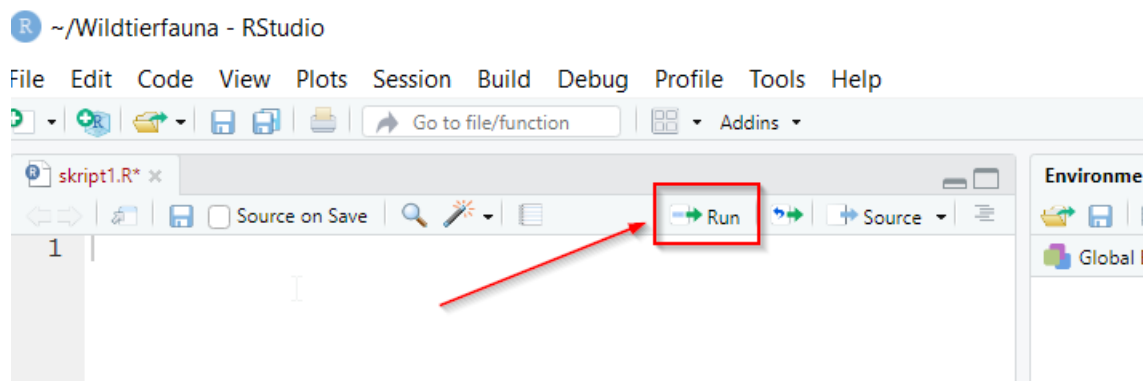 R ~/Wildtierfauna - RStudio
File Edit Code View Plots Session Build Debug Profile Tools Help
R Go to file/function Addins
R skript1.R*
Environme
Source on Save Run Source
Global
1